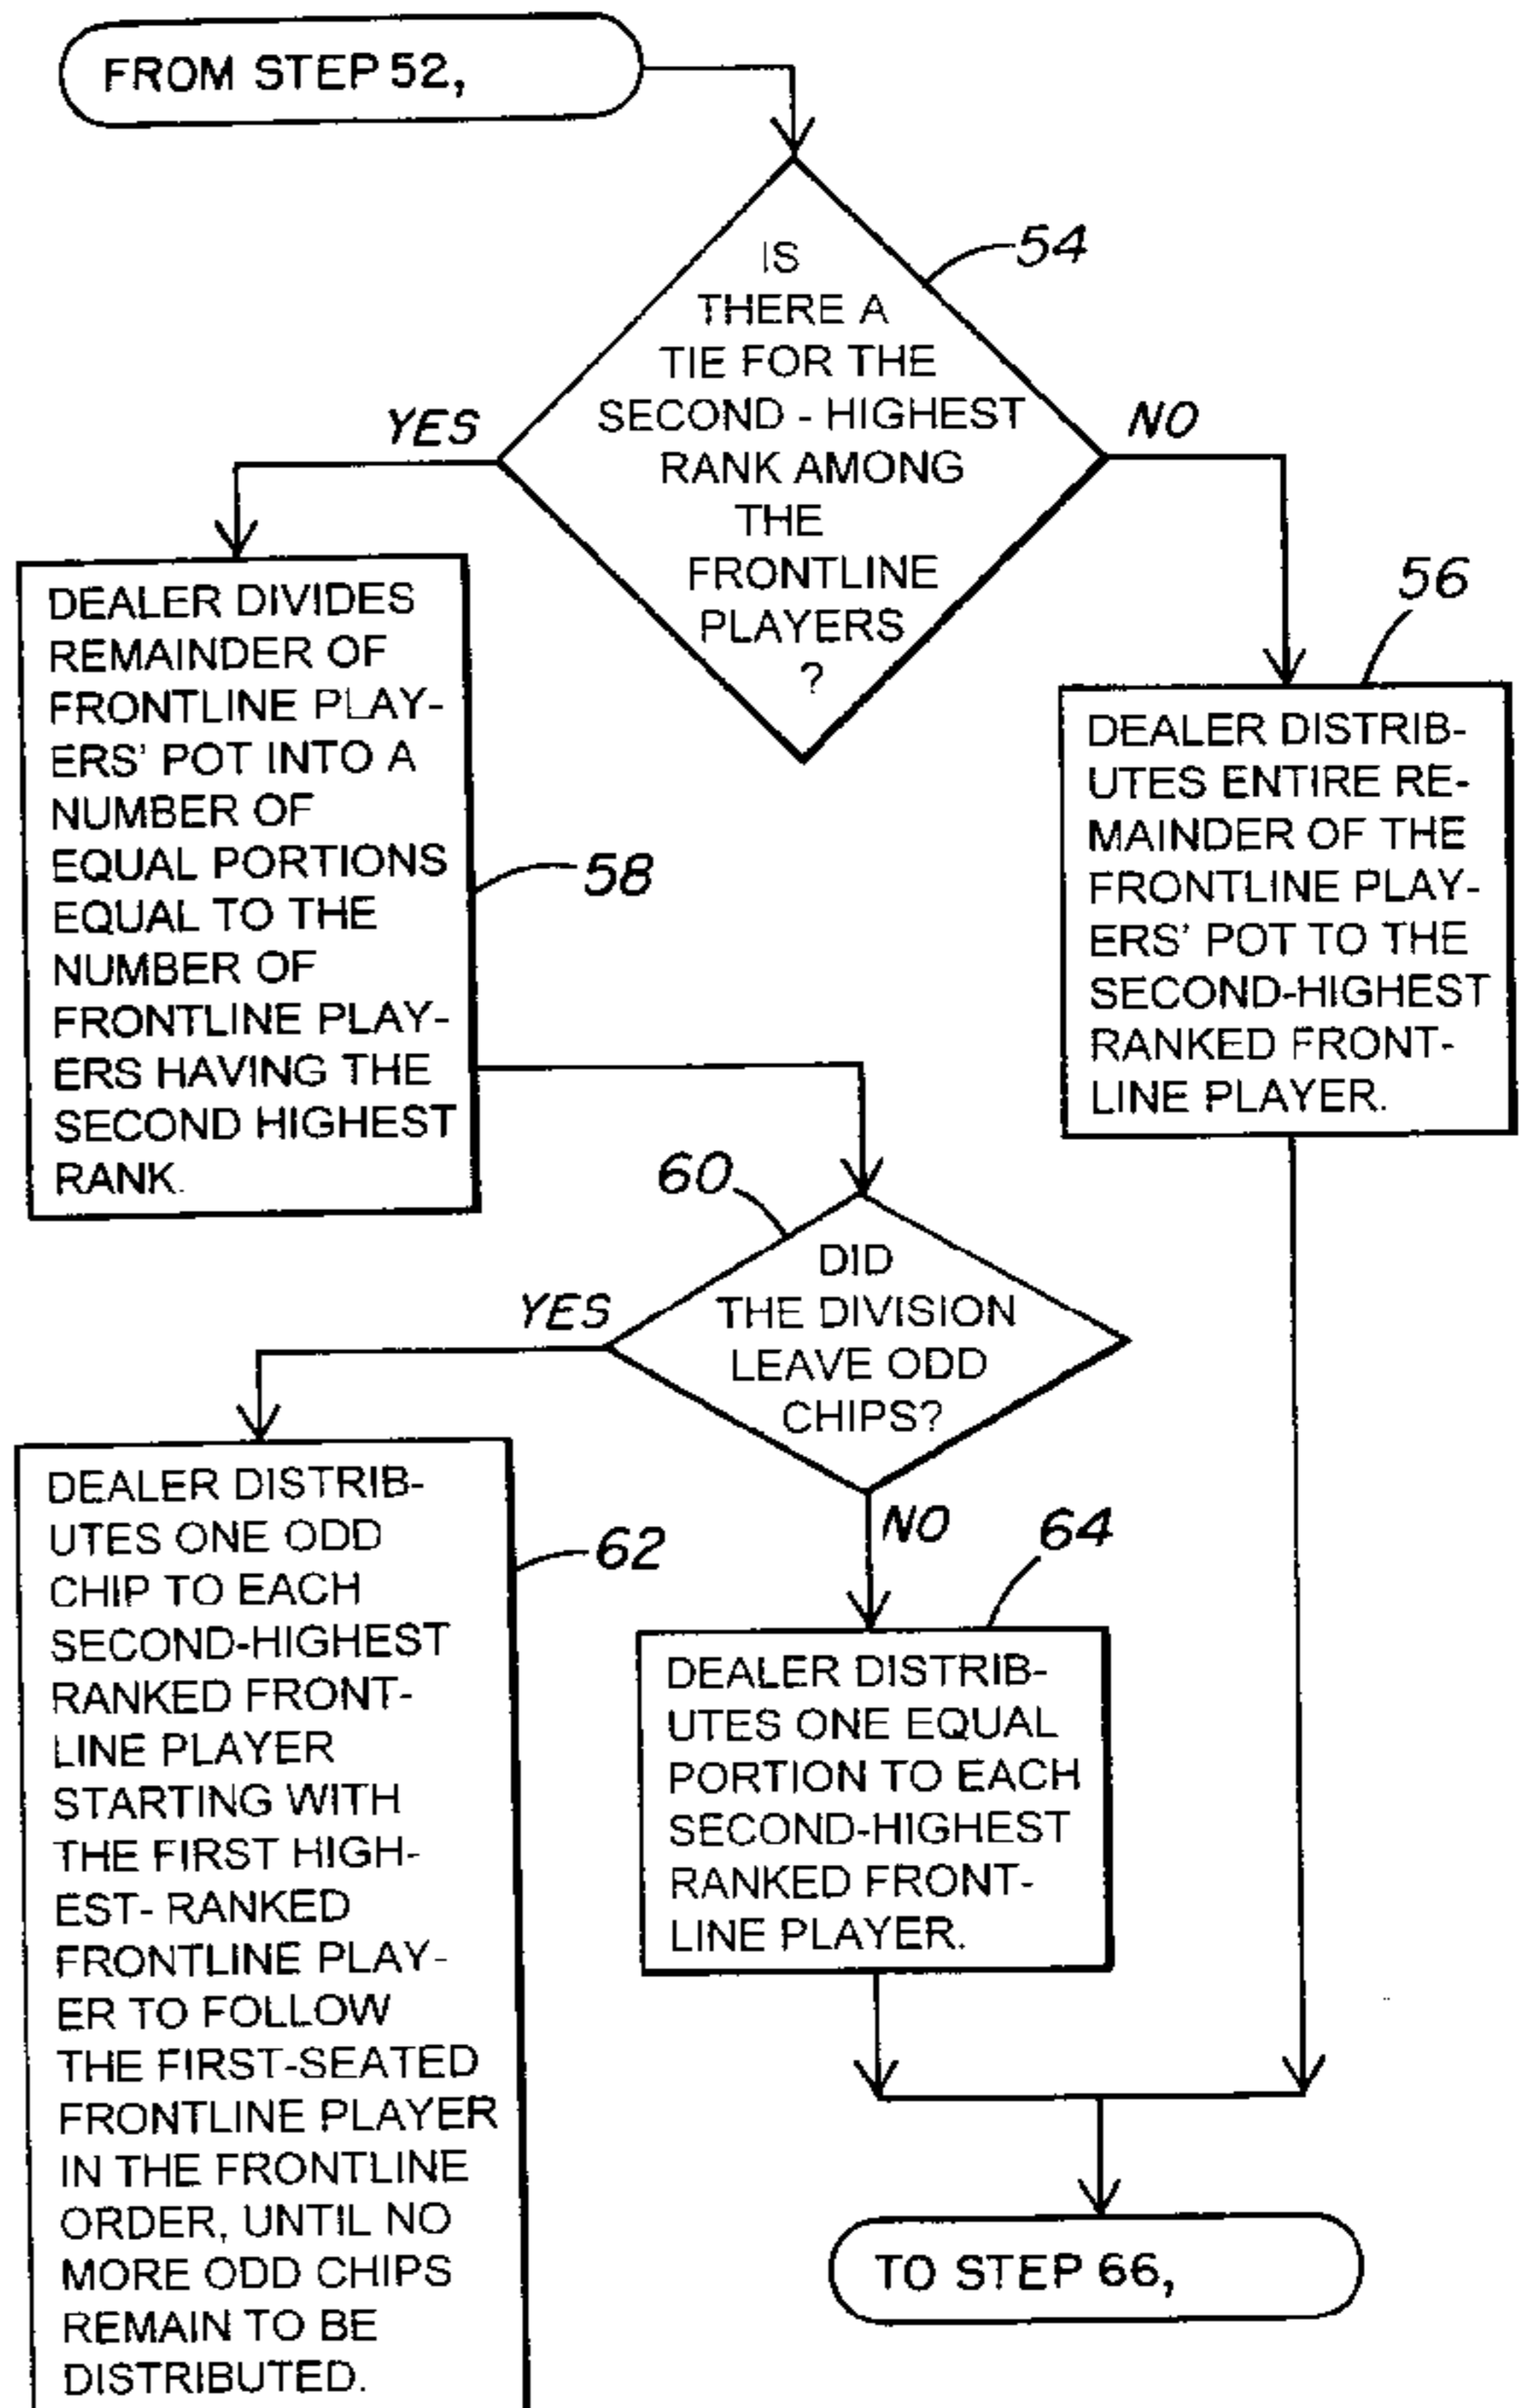 FROM STEP 52,
IS
THERE A
TIE FOR THE
SECOND - HIGHEST
RANK AMONG
THE
FRONTLINE
PLAYERS
?
54
YES
NO
DEALER DIVIDES
REMAINDER OF
FRONTLINE PLAY-
ERS' POT INTO A
NUMBER OF
EQUAL PORTIONS
EQUAL TO THE
NUMBER OF
FRONTLINE PLAY-
ERS HAVING THE
SECOND HIGHEST
RANK.
58
56
DEALER DISTRIB-
UTES ENTIRE RE-
MAINDER OF THE
FRONTLINE PLAY-
ERS' POT TO THE
SECOND-HIGHEST
RANKED FRONT-
LINE PLAYER.
60
DID
THE DIVISION
LEAVE ODD
CHIPS?
YES
NO
DEALER DISTRIB-
UTES ONE ODD
CHIP TO EACH
SECOND-HIGHEST
RANKED FRONT-
LINE PLAYER
STARTING WITH
THE FIRST HIGH-
EST- RANKED
FRONTLINE PLAY-
ER TO FOLLOW
THE FIRST-SEATED
FRONTLINE PLAYER
IN THE FRONTLINE
ORDER, UNTIL NO
MORE ODD CHIPS
REMAIN TO BE
DISTRIBUTED.
62
64
DEALER DISTRIB-
UTES ONE EQUAL
PORTION TO EACH
SECOND-HIGHEST
RANKED FRONT-
LINE PLAYER.
TO STEP 66,